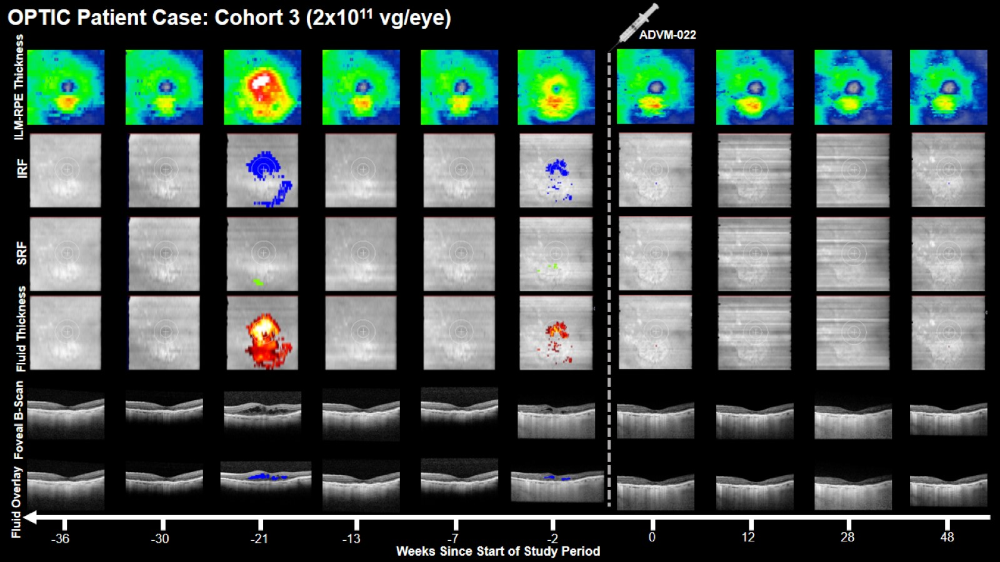 OPTIC Patient Case: Cohort 3 (2x10¹¹ vg/eye)
ADVM-022
ILM-RPE Thickness
IRF
SRF
Fluid Thickness
Foveal B-Scan
Fluid Overlay
-36 -30 -21 -13 -7 -2 0 12 28 48
Weeks Since Start of Study Period